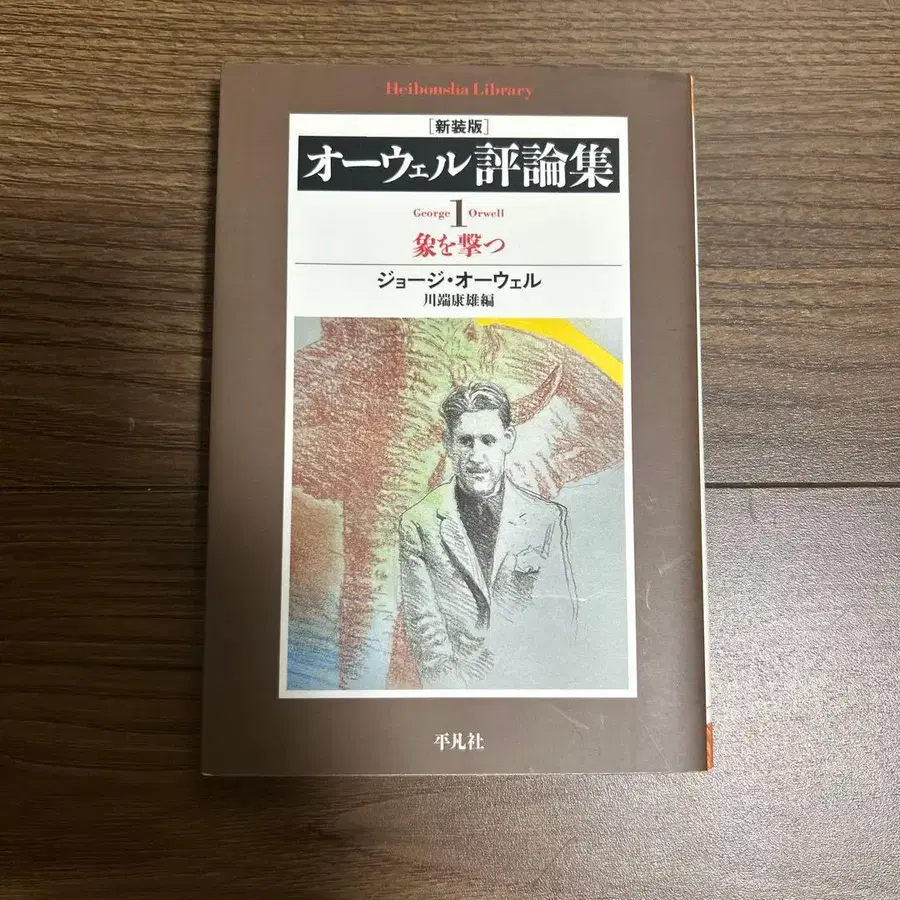 Heibonsha Library
[新装版]
オーウェル評論集
George 1 Orwell
象を撃つ
ジョージ・オーウェル
川端康雄編
平凡社